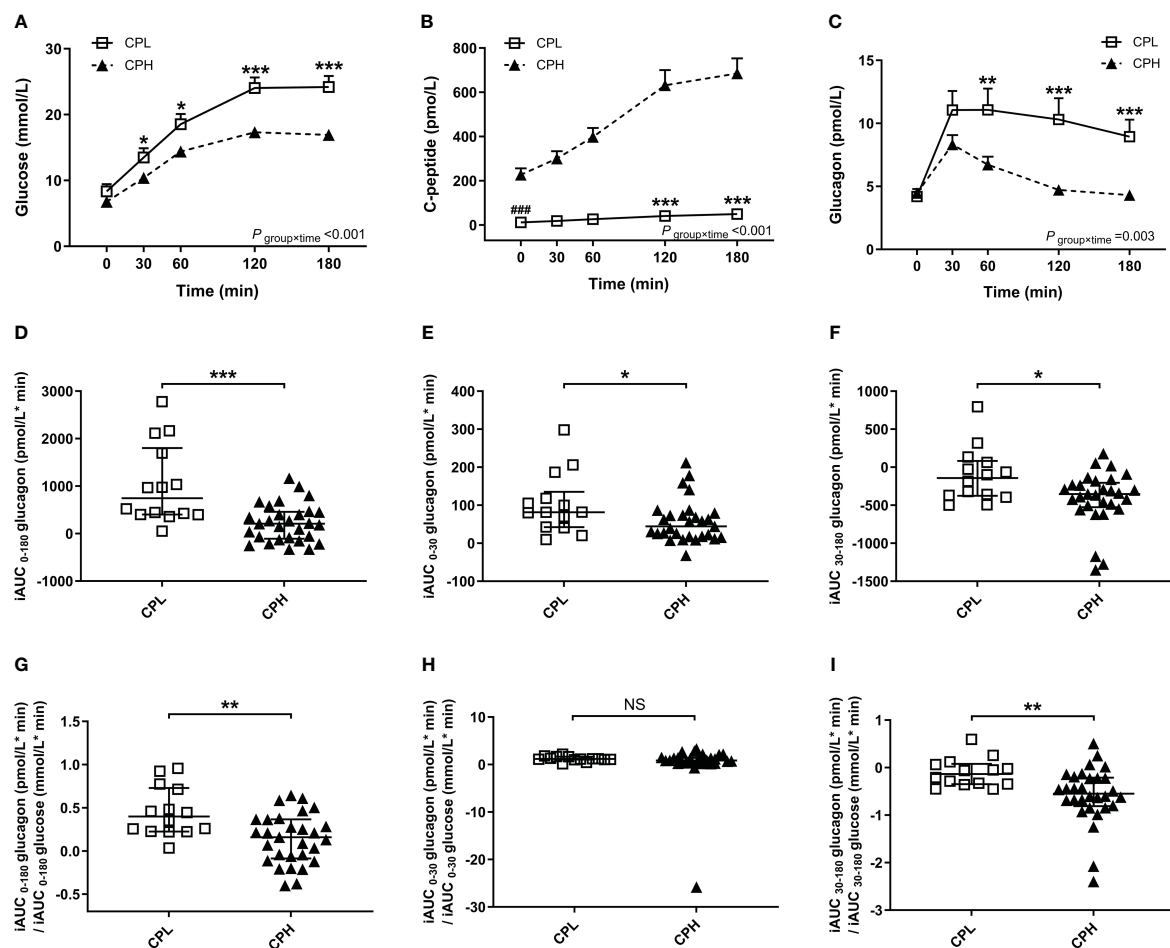 A
CPL
CPH
Glucose (mmol/L)
30
20
10
0
*
*
***
***
P group×time <0.001
0 30 60 120 180
Time (min)
B
CPL
CPH
C-peptide (pmo/L)
800
600
400
200
0
###
***
***
P group×time <0.001
0 30 60 120 180
Time (min)
C
CPL
CPH
Glucagon (pmol/L)
15
10
5
0
**
***
***
P group×time =0.003
0 30 60 120 180
Time (min)
D
iAUC 0-180 glucagon (pmol/L* min)
3000
2000
1000
0
-1000
***
CPL
CPH
E
iAUC 0-30 glucagon (pmol/L* min)
400
300
200
100
0
-100
*
CPL
CPH
F
iAUC 30-180 glucagon (pmol/L* min)
1000
500
0
-500
-1000
-1500
*
CPL
CPH
G
iAUC 0-180 glucagon (pmol/L* min)
/ iAUC 0-180 glucose (mmol/L* min)
1.5
1.0
0.5
0.0
-0.5
**
CPL
CPH
H
iAUC 0-30 glucagon (pmol/L* min)
/ iAUC 0-30 glucose (mmol/L* min)
10
0
-10
-20
-30
NS
CPL
CPH
I
iAUC 30-180 glucagon (pmol/L* min)
/ iAUC 30-180 glucose (mmol/L* min)
1
0
-1
-2
-3
**
CPL
CPH